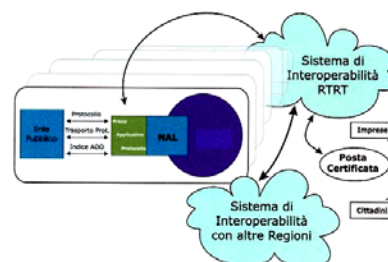 Sistema di
Interoperabilità
RTRT
Protocollo
Trasporto Prot.
Indice AOO
Ente
Pubblico
Proxy
Applicativo
Protocollo
NAL
Imprese
Posta
Certificata
Cittadini
Sistema di
Interoperabilità
con altre Regioni